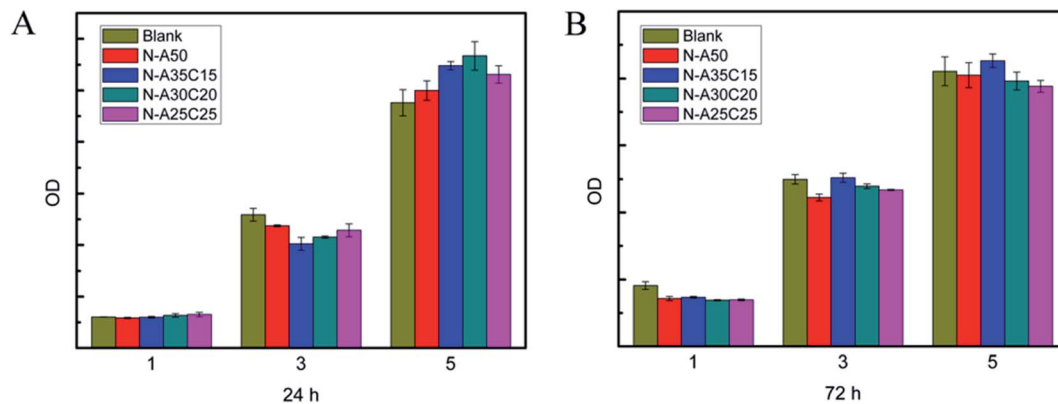 A
Blank
N-A50
N-A35C15
N-A30C20
N-A25C25
OD
1 3 5
24 h
B
Blank
N-A50
N-A35C15
N-A30C20
N-A25C25
OD
1 3 5
72 h